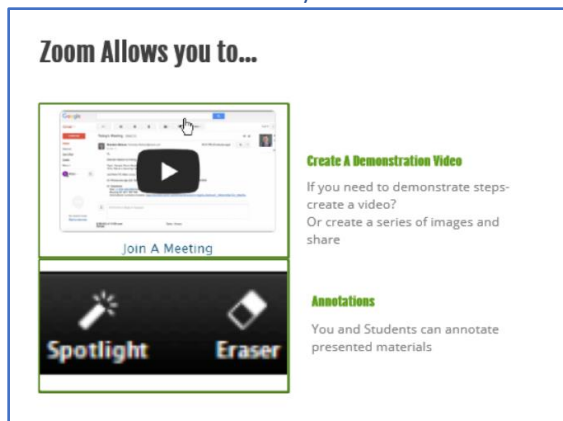 Zoom Allows you to...
Google
Create A Demonstration Video
If you need to demonstrate steps-
create a video?
Or create a series of images and
share
Join A Meeting
Spotlight
Eraser
Annotations
You and Students can annotate
presented materials